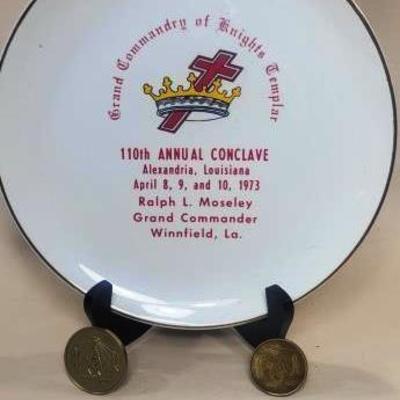 Grand Commandry of Knights Templar
110th ANNUAL CONCLAVE
Alexandria, Louisiana
April 8, 9, and 10, 1973
Ralph L. Moseley
Grand Commander
Winnfield, La.